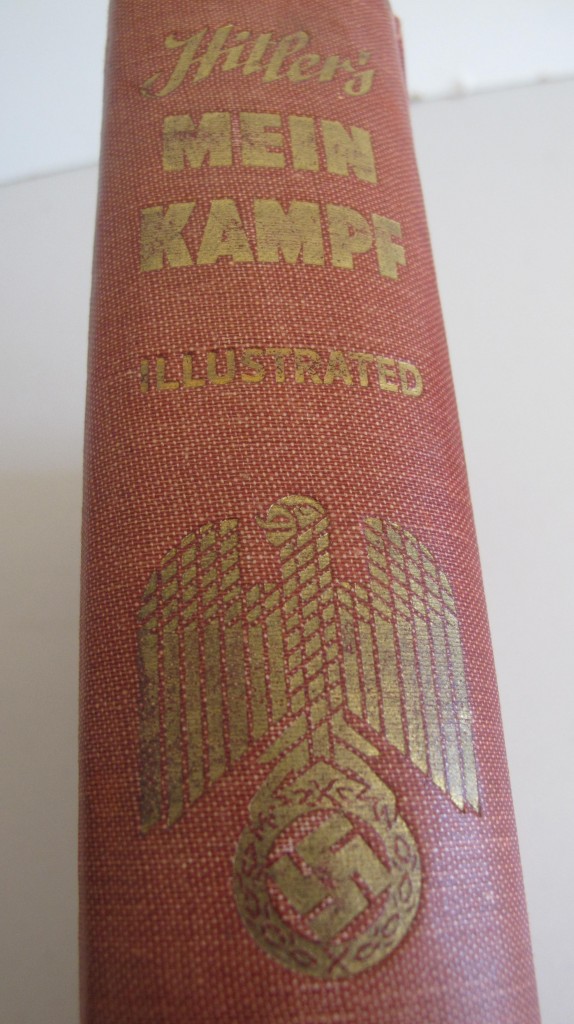 Hitler's
MEIN
KAMPF
ILLUSTRATED